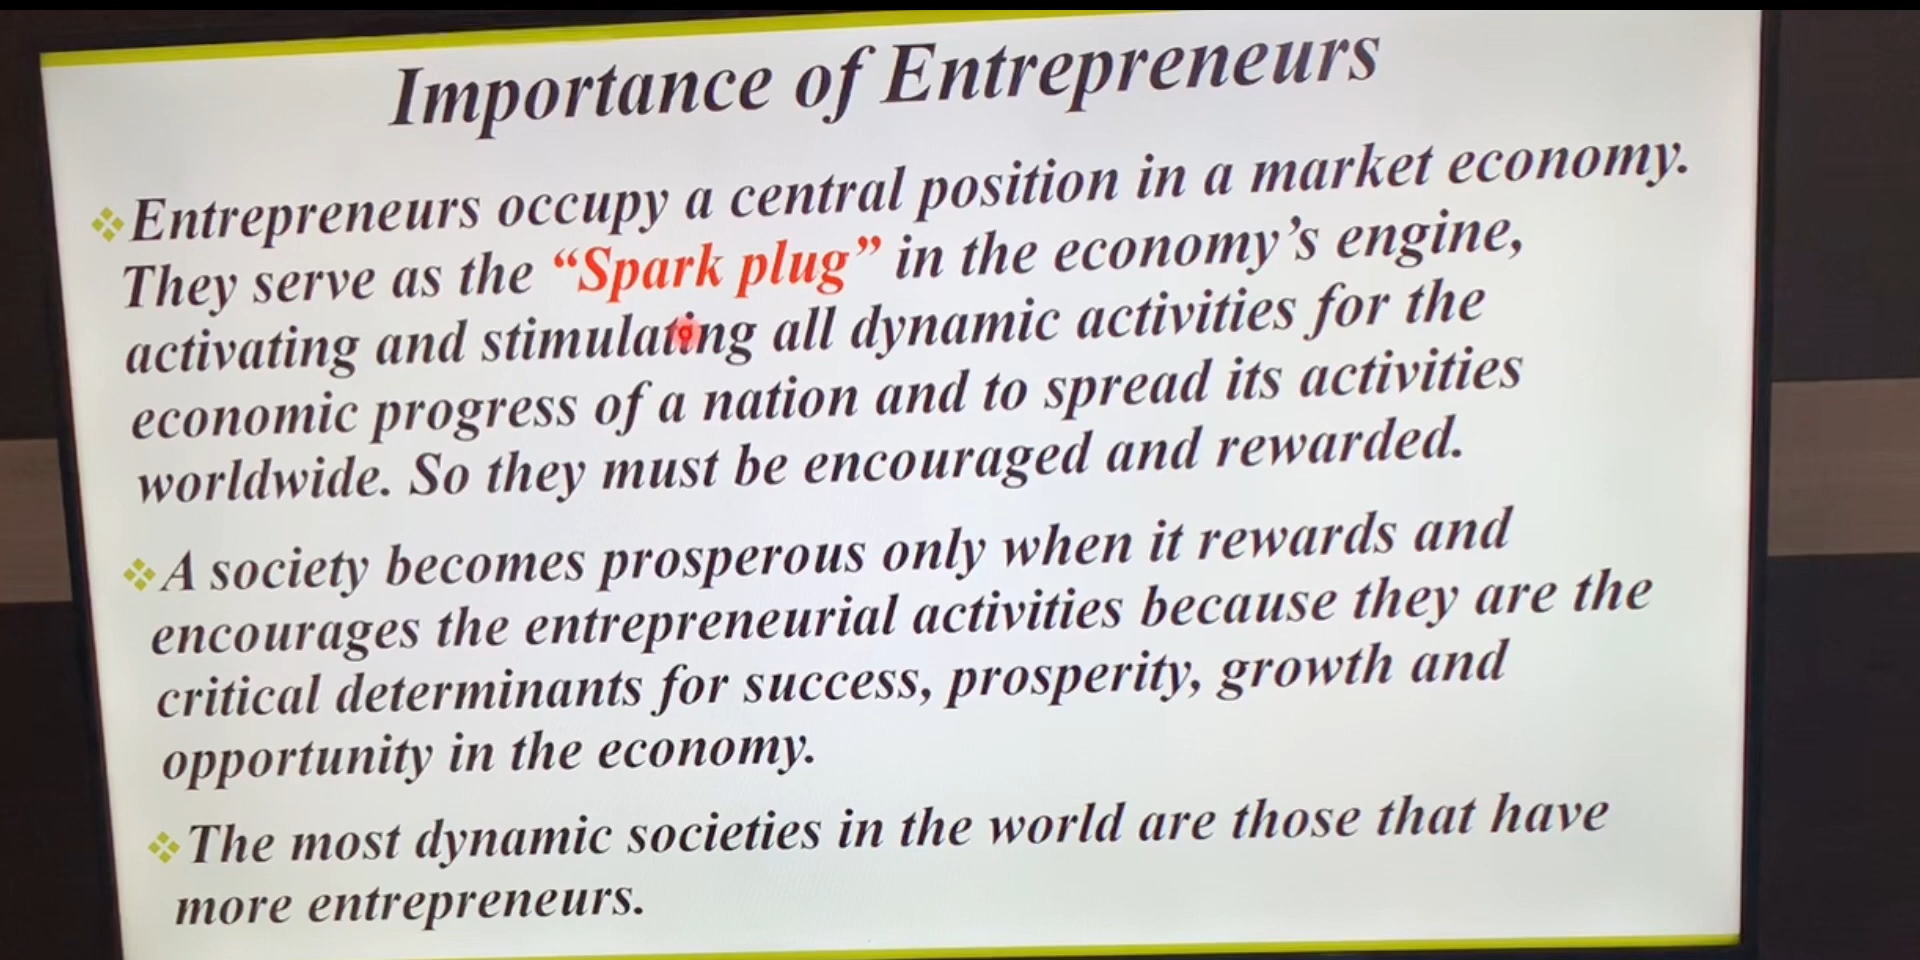 Importance of Entrepreneurs
Entrepreneurs occupy a central position in a market economy.
They serve as the “Spark plug” in the economy’s engine,
activating and stimulating all dynamic activities for the
economic progress of a nation and to spread its activities
worldwide. So they must be encouraged and rewarded.
A society becomes prosperous only when it rewards and
encourages the entrepreneurial activities because they are the
critical determinants for success, prosperity, growth and
opportunity in the economy.
The most dynamic societies in the world are those that have
more entrepreneurs.